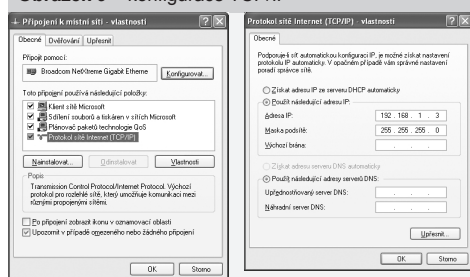 Připojení k místní síti - vlastnosti
Obecné Ověřování Upřesnit
Připojit pomocí:
Broadcom NetXtreme Gigabit Etherne
Konfigurovat...
Toto připojení používá následující položky:
Klient sítě Microsoft
Sdílení souborů a tiskáren v sítích Microsoft
Plánovač paketů technologie QoS
Protokol sítě Internet (TCP/IP)
Nainstalovat... Odinstalovat Vlastnosti
Popis
Transmission Control Protocol/Internet Protocol. Výchozí
protokol pro rozlehlé sítě, který umožňuje komunikaci mezi
různými propojenými sítěmi.
Po připojení zobrazit ikonu v oznamovací oblasti
Upozornit v případě omezeného nebo žádného připojení
OK Storno
Protokol sítě Internet (TCP/IP) - vlastnosti
Obecné
Podporuje-li síť automatickou konfiguraci IP, je možné získat nastavení
protokolu IP automaticky. V opačném případě vám správné nastavení
poradí správce sítě.
Získat adresu IP ze serveru DHCP automaticky
Použít následující adresu IP:
Adresa IP: 192 . 168 . 1 . 3
Maska podsítě: 255 . 255 . 255 . 0
Výchozí brána:
Získat adresu serveru DNS automaticky
Použít následující adresy serverů DNS:
Upřednostňovaný server DNS:
Náhradní server DNS:
Upřesnit...
OK Storno